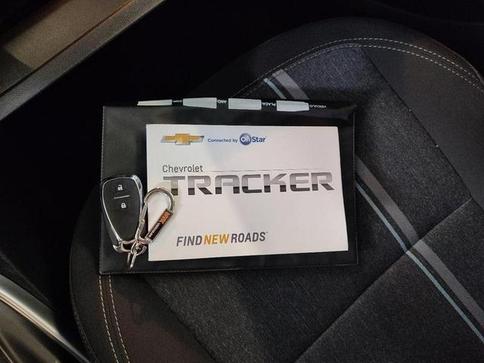 Connected by OnStar
Chevrolet
TRACKER
FIND NEW ROADS